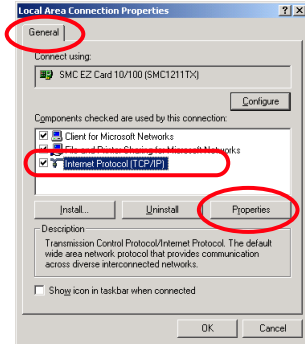 Local Area Connection Properties
General
Connect using:
SMC EZ Card 10/100 (SMC1211TX)
Configure
Components checked are used by this connection:
Client for Microsoft Networks
File and Printer Sharing for Microsoft Networks
Internet Protocol (TCP/IP)
Install...
Uninstall
Properties
Description
Transmission Control Protocol/Internet Protocol. The default
wide area network protocol that provides communication
across diverse interconnected networks.
Show icon in taskbar when connected
OK
Cancel